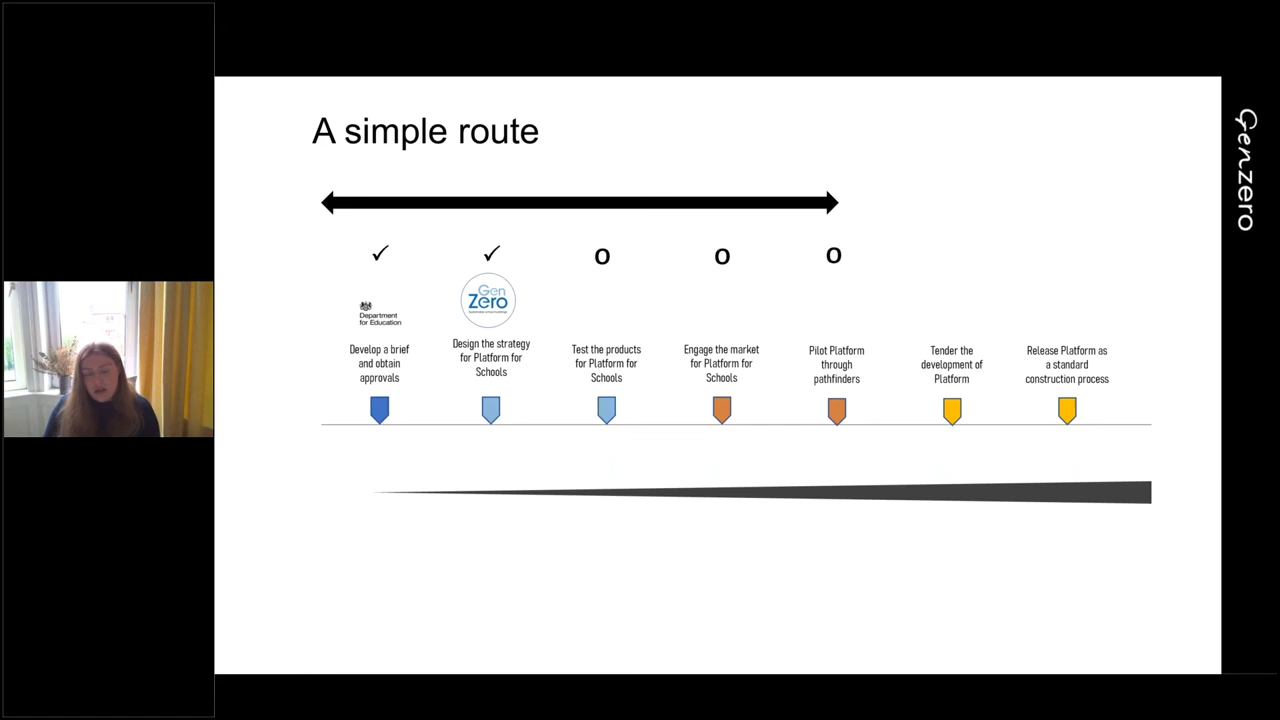 A simple route
✓ ✓ o o o
Department
for Education
Gen
Zero
Develop a brief
and obtain
approvals
Design the strategy
for Platform for
Schools
Test the products
for Platform for
Schools
Engage the market
for Platform for
Schools
Pilot Platform
through
pathfinders
Tender the
development of
Platform
Release Platform as
a standard
construction process
Genzero